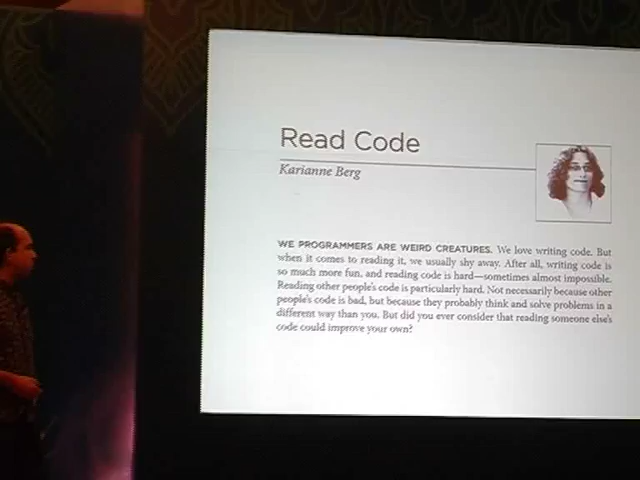 Read Code
Karianne Berg
WE PROGRAMMERS ARE WEIRD CREATURES. We love writing code. But
when it comes to reading it, we usually shy away. After all, writing code is
so much more fun, and reading code is hard—sometimes almost impossible.
Reading other people's code is particularly hard. Not necessarily because other
people's code is bad, but because they probably think and solve problems in a
different way than you. But did you ever consider that reading someone else's
code could improve your own?